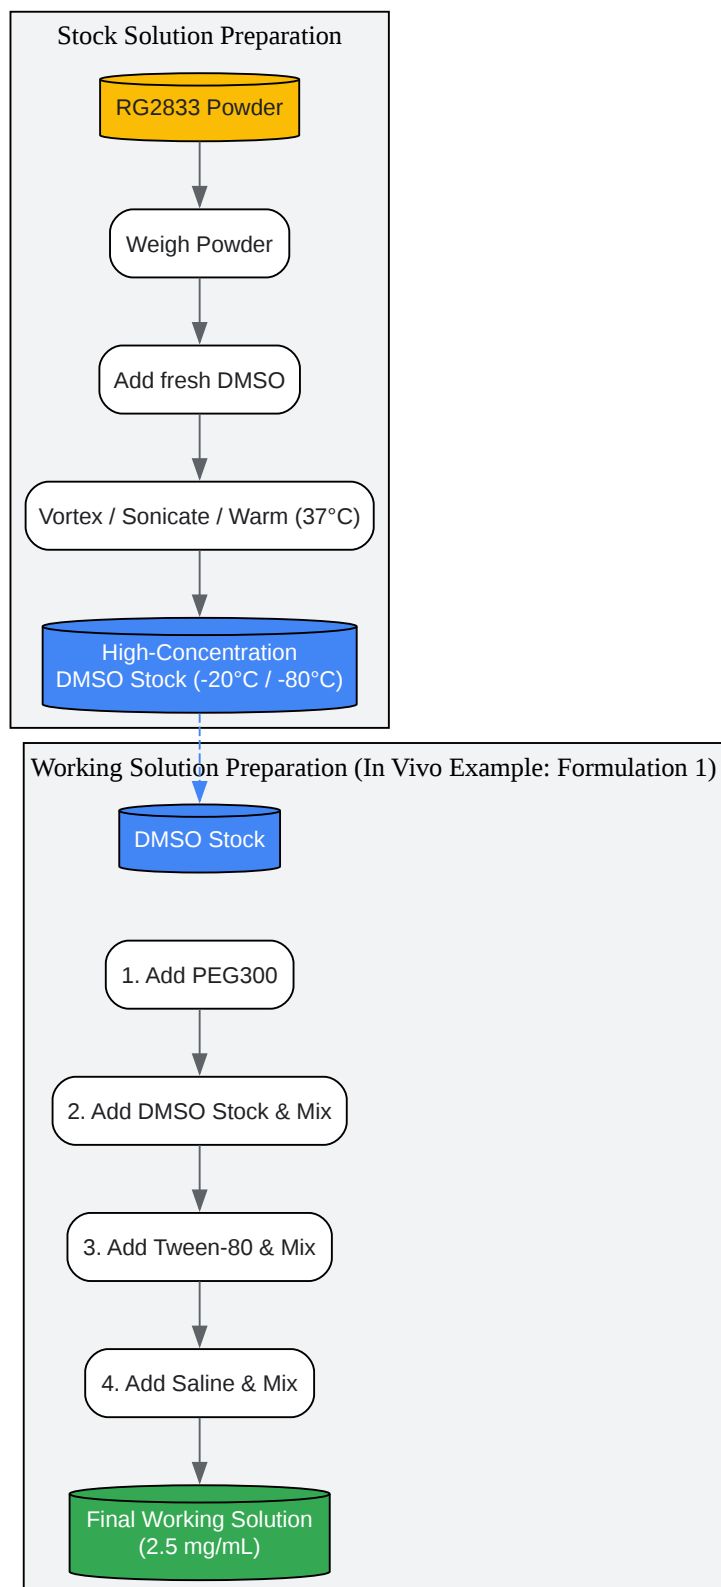 Stock Solution Preparation
RG2833 Powder
Weigh Powder
Add fresh DMSO
Vortex / Sonicate / Warm (37°C)
High-Concentration
DMSO Stock (-20°C / -80°C)
Working Solution Preparation (In Vivo Example: Formulation 1)
DMSO Stock
1. Add PEG300
2. Add DMSO Stock & Mix
3. Add Tween-80 & Mix
4. Add Saline & Mix
Final Working Solution
(2.5 mg/mL)